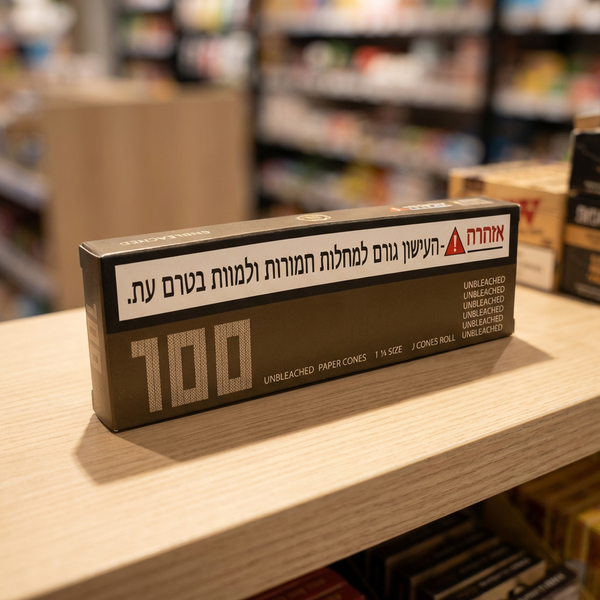 UNBLEACHED
אזהרה-העישון גורם למחלות חמורות ולמוות בטרם עת.
100
UNBLEACHED PAPER CONES 1 ¼ SIZE J CONES ROLL
UNBLEACHED
UNBLEACHED
UNBLEACHED
UNBLEACHED
UNBLEACHED
UNBLEACHED